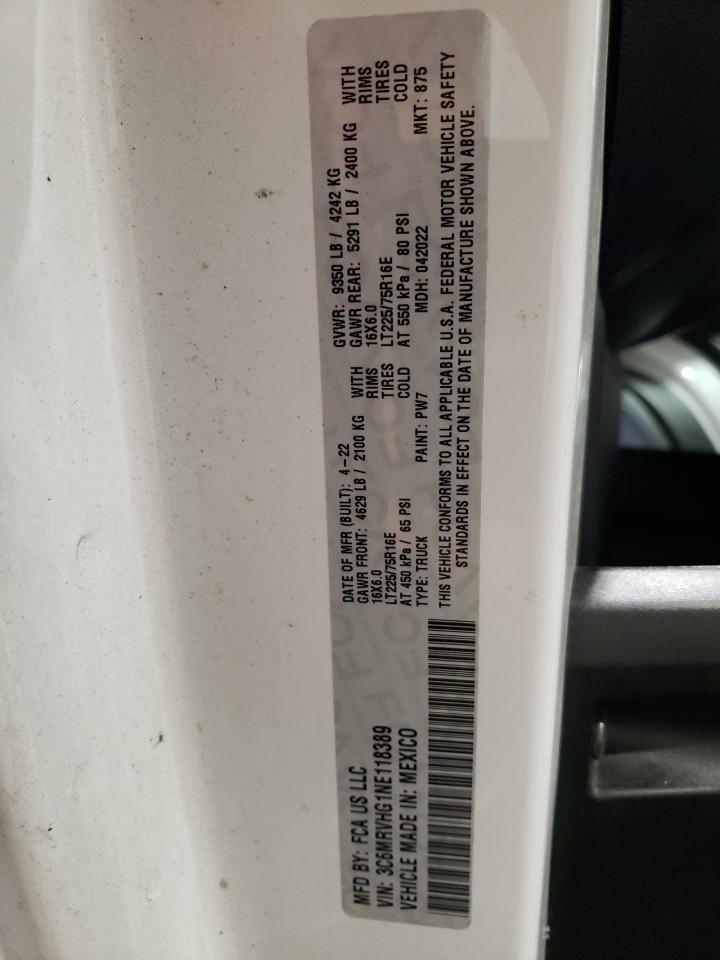 MFD BY: FCA US LLC
VIN: 3C6MRVHG1NE118389
VEHICLE MADE IN: MEXICO
DATE OF MFR (BUILT): 4-22 GVWR: 9350 LB / 4242 KG
GAWR FRONT: 4629 LB / 2100 KG WITH GAWR REAR: 5291 LB / 2400 KG WITH
16X6.0 RIMS 16X6.0 RIMS
LT225/75R16E TIRES LT225/75R16E TIRES
AT 450 kPa / 65 PSI COLD AT 550 kPa / 80 PSI COLD
TYPE: TRUCK PAINT: PW7 MDH: 042022 MKT: 875
THIS VEHICLE CONFORMS TO ALL APPLICABLE U.S.A. FEDERAL MOTOR VEHICLE SAFETY
STANDARDS IN EFFECT ON THE DATE OF MANUFACTURE SHOWN ABOVE.